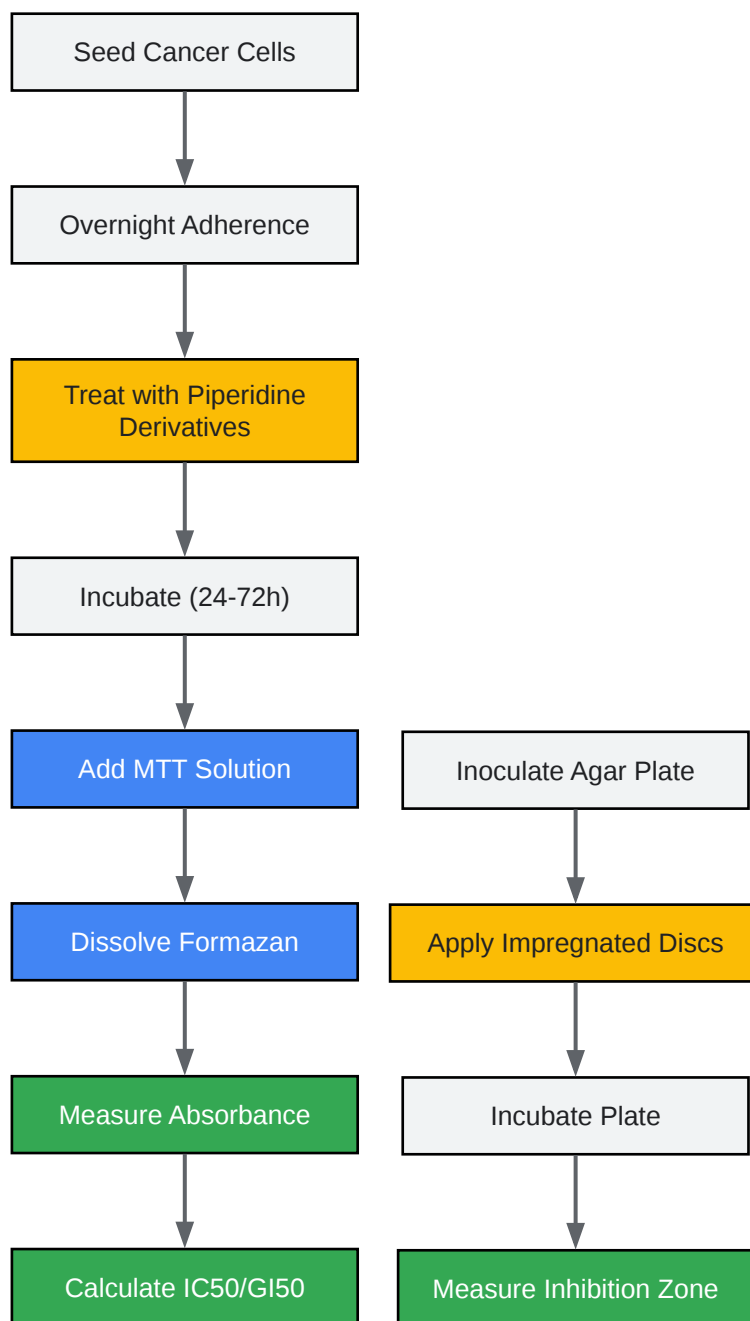 Seed Cancer Cells
Overnight Adherence
Treat with Piperidine
Derivatives
Incubate (24-72h)
Add MTT Solution
Dissolve Formazan
Measure Absorbance
Calculate IC50/GI50
Inoculate Agar Plate
Apply Impregnated Discs
Incubate Plate
Measure Inhibition Zone